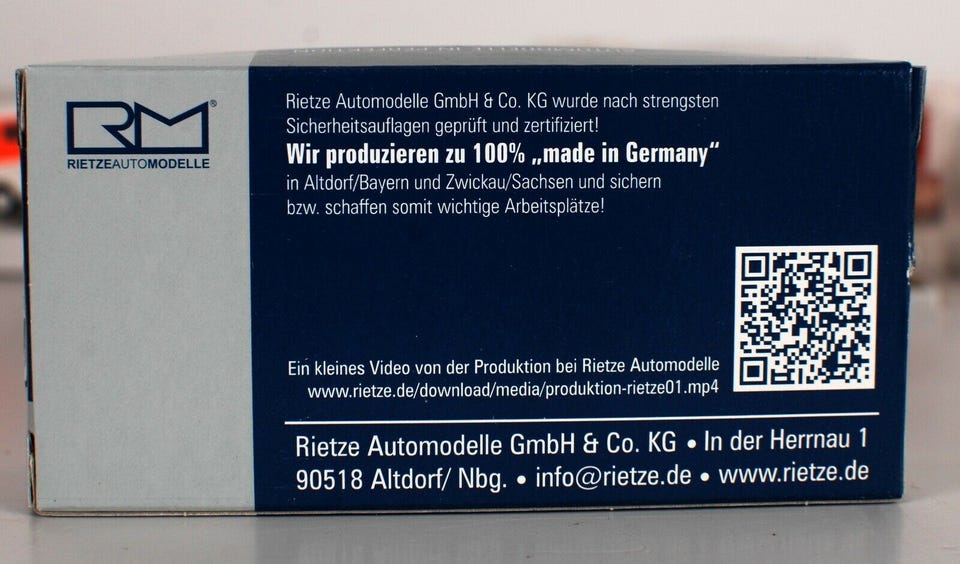 RM®
RIETZEAUTOMODELLE
Rietze Automodelle GmbH & Co. KG wurde nach strengsten
Sicherheitsauflagen geprüft und zertifiziert!
Wir produzieren zu 100% „made in Germany“
in Altdorf/Bayern und Zwickau/Sachsen und sichern
bzw. schaffen somit wichtige Arbeitsplätze!
Ein kleines Video von der Produktion bei Rietze Automodelle
www.rietze.de/download/media/produktion-rietze01.mp4
Rietze Automodelle GmbH & Co. KG • In der Herrnau 1
90518 Altdorf/ Nbg. • info@rietze.de • www.rietze.de